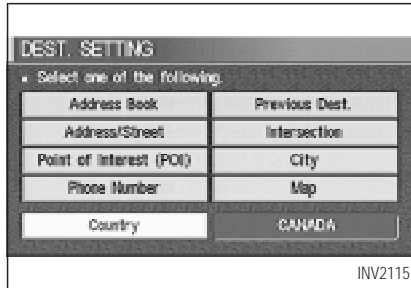 DEST. SETTING
Select one of the following.
Address Book Previous Dest.
Address/Street Intersection
Point of Interest (POI) City
Phone Number Map
Country CANADA
INV2115